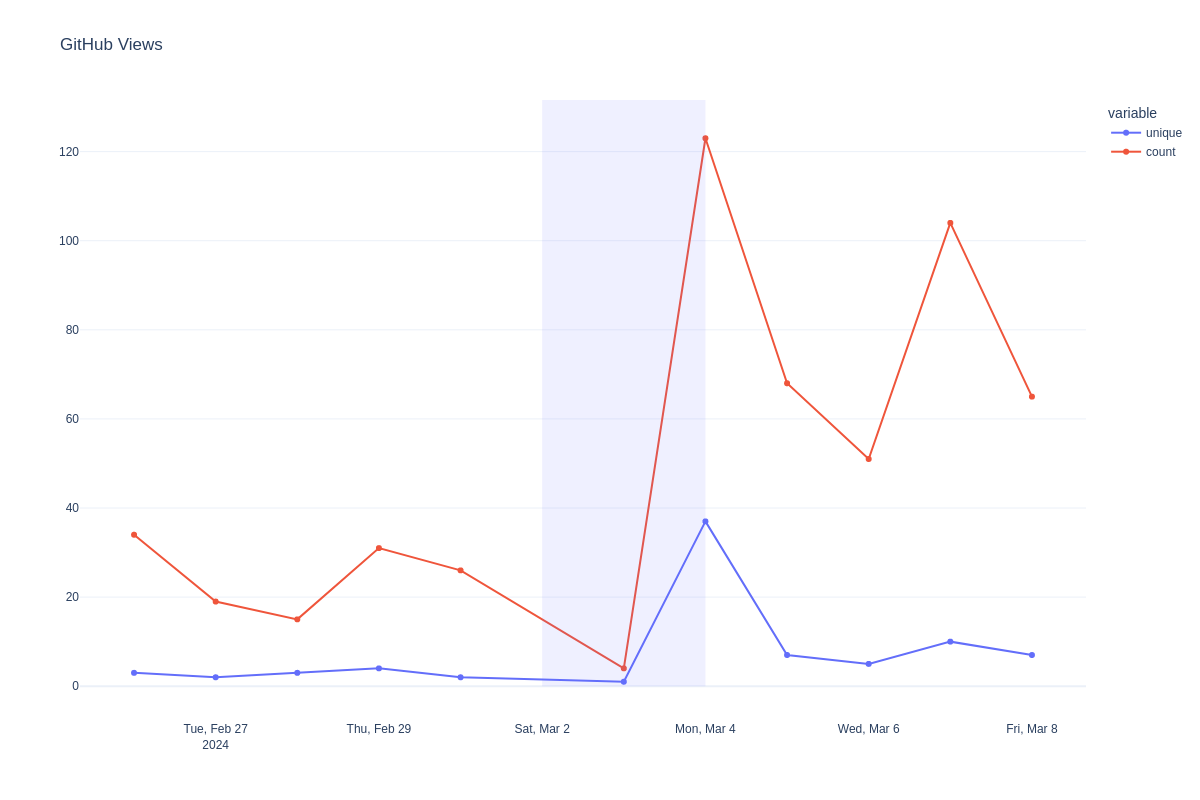 GitHub Views
variable
unique
count
120
100
80
60
40
20
0
Tue, Feb 27
2024
Thu, Feb 29
Sat, Mar 2
Mon, Mar 4
Wed, Mar 6
Fri, Mar 8